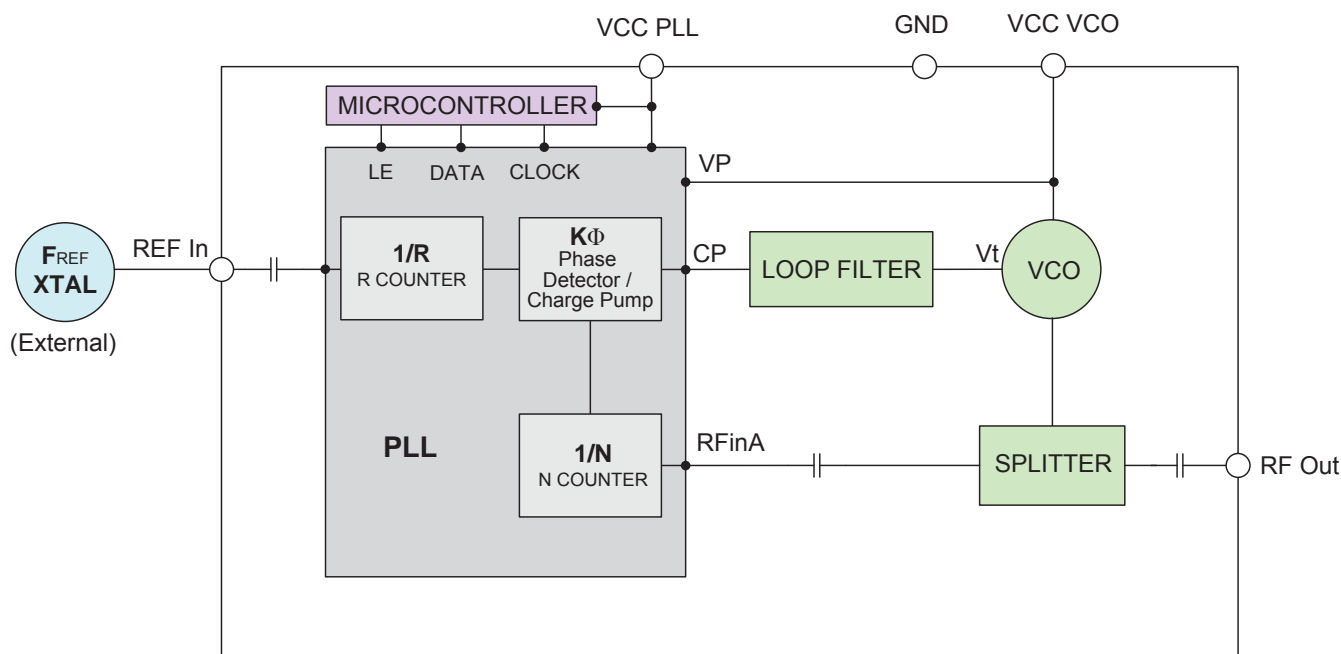 VCC PLL
GND
VCC VCO
MICROCONTROLLER
LE
DATA
CLOCK
VP
FREF
XTAL
(External)
REF In
1/R
R COUNTER
KΦ
Phase
Detector /
Charge Pump
CP
LOOP FILTER
Vt
VCO
PLL
1/N
N COUNTER
RFinA
SPLITTER
RF Out